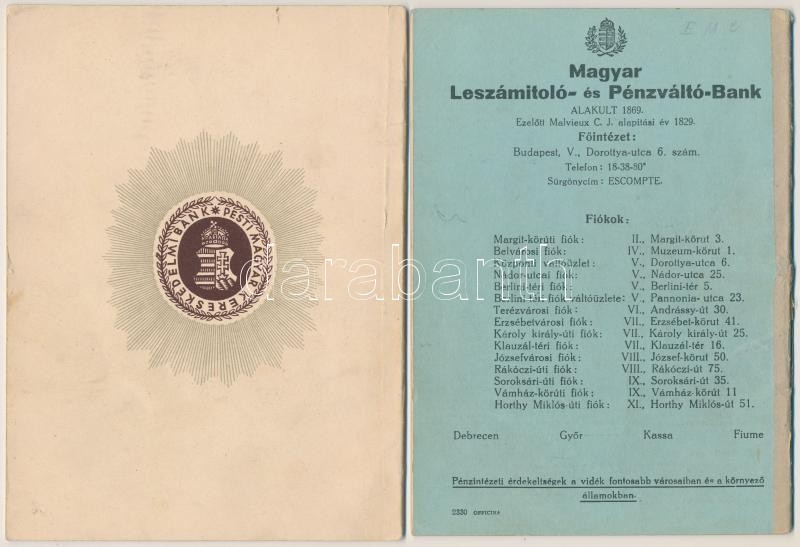 PESTI MAGYAR KERESKEDELMI BANK
E M C
Magyar
Leszámitoló- és Pénzváltó-Bank
ALAKULT 1869.
Ezelőtt Malvieux C. J. alapitási év 1829.
Főintézet:
Budapest, V., Dorottya-utca 6. szám.
Telefon: 18-38-80*
Sürgönycím: ESCOMPTE.
Fiókok:
Margit-körúti fiók: II., Margit-körut 3.
Belvárosi fiók: IV., Muzeum-körut 1.
Központi Váltóüzlet: V., Dorottya-utca 6.
Nádor-utcai fiók: V., Nádor-utca 25.
Berlini-téri fiók: V., Berlini-tér 5.
Berlini-téri fiók váltóüzlete: V., Pannonia-utca 23.
Terézvárosi fiók: VI., Andrássy-út 30.
Erzsébetvárosi fiók: VII., Erzsébet-körut 41.
Károly király-úti fiók: VII., Károly király-út 25.
Klauzál-téri fiók: VII., Klauzál-tér 16.
Józsefvárosi fiók: VIII., József-körut 50.
Rákóczi-úti fiók: VIII., Rákóczi-út 75.
Soroksári-úti fiók: IX., Soroksári-út 35.
Vámház-körúti fiók: IX., Vámház-körút 11
Horthy Miklós-úti fiók: XI., Horthy Miklós-út 51.
Debrecen Győr Kassa Fiume
Pénzintézeti érdekeltségek a vidék fontosabb városaiban és a környező
államokban.
2330 OFFICINA
darabanth